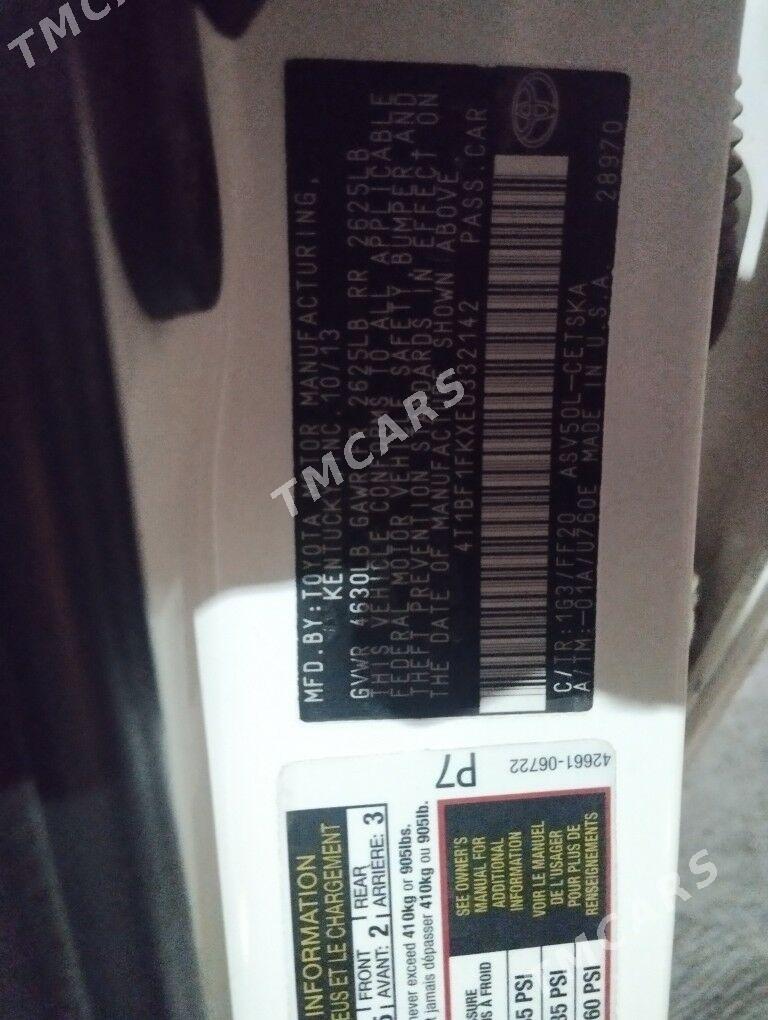 MFD.BY:TOYOTA MOTOR MANUFACTURING,
KENTUCKY INC. 10/13
GVWR 4630LB GAWR FR 2625LB RR 2625LB
THIS VEHICLE CONFORMS TO ALL APPLICABLE
FEDERAL MOTOR VEHICLE SAFETY, BUMPER AND
THEFT PREVENTION STANDARDS IN EFFECT ON
THE DATE OF MANUFACTURE SHOWN ABOVE.
PASS. CAR
C/TR:1G3/FF20 ASV50L-CETSKA
A/TM:-01A/U760E MADE IN U.S.A. 28970
42661-06722
P7
INFORMATION
ET LE CHARGEMENT
FRONT
AVANT: 2
REAR
ARRIÈRE: 3
never exceed 410kg or 905lbs.
jamais dépasser 410kg ou 905lb.
SEE OWNER'S
MANUAL FOR
ADDITIONAL
INFORMATION
VOIR LE MANUEL
DE L'USAGER
POUR PLUS DE
RENSEIGNEMENTS
À FROID
PSI
PSI
60 PSI
TMCARS
TMCARS